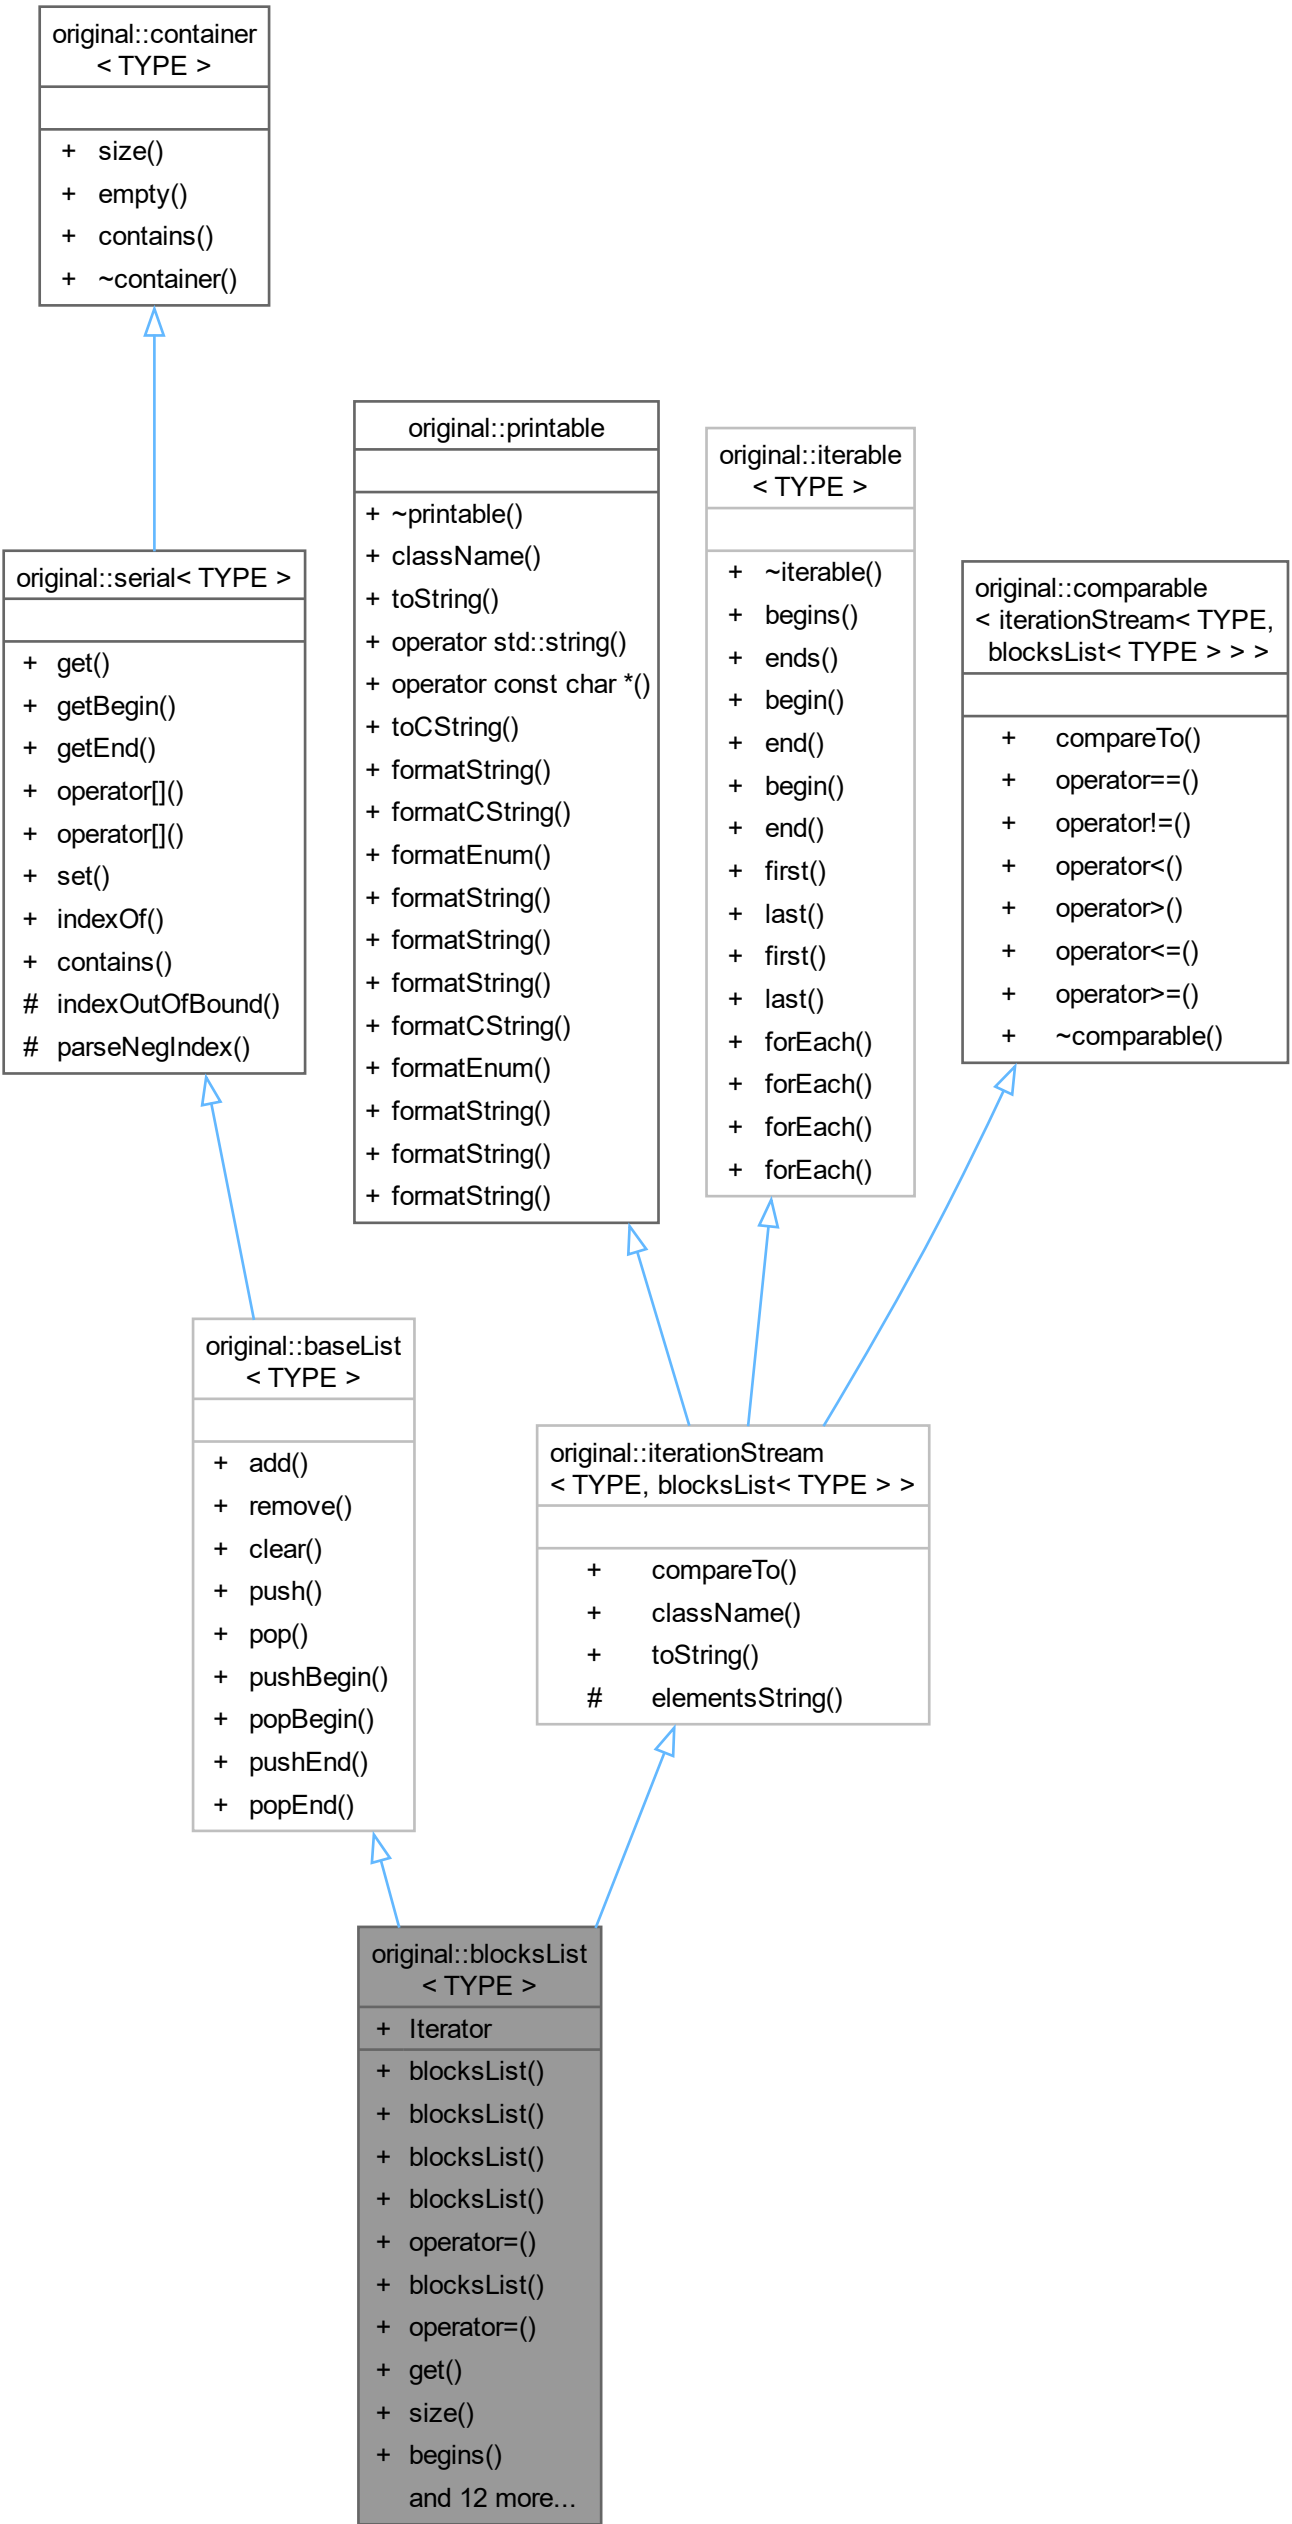 original::container
< TYPE >
+ size()
+ empty()
+ contains()
+ ~container()
original::serial< TYPE >
+ get()
+ getBegin()
+ getEnd()
+ operator[]()
+ operator[]()
+ set()
+ indexOf()
+ contains()
# indexOutOfBound()
# parseNegIndex()
original::printable
+ ~printable()
+ className()
+ toString()
+ operator std::string()
+ operator const char *()
+ toCString()
+ formatString()
+ formatCString()
+ formatEnum()
+ formatString()
+ formatString()
+ formatString()
+ formatCString()
+ formatEnum()
+ formatString()
+ formatString()
+ formatString()
original::iterable
< TYPE >
+ ~iterable()
+ begins()
+ ends()
+ begin()
+ end()
+ begin()
+ end()
+ first()
+ last()
+ first()
+ last()
+ forEach()
+ forEach()
+ forEach()
+ forEach()
original::comparable
< iterationStream< TYPE,
blocksList< TYPE > > >
+ compareTo()
+ operator==()
+ operator!=()
+ operator<()
+ operator>()
+ operator<=()
+ operator>=()
+ ~comparable()
original::baseList
< TYPE >
+ add()
+ remove()
+ clear()
+ push()
+ pop()
+ pushBegin()
+ popBegin()
+ pushEnd()
+ popEnd()
original::iterationStream
< TYPE, blocksList< TYPE > >
+ compareTo()
+ className()
+ toString()
# elementsString()
original::blocksList
< TYPE >
+ Iterator
+ blocksList()
+ blocksList()
+ blocksList()
+ blocksList()
+ operator=()
+ blocksList()
+ operator=()
+ get()
+ size()
+ begins()
and 12 more...